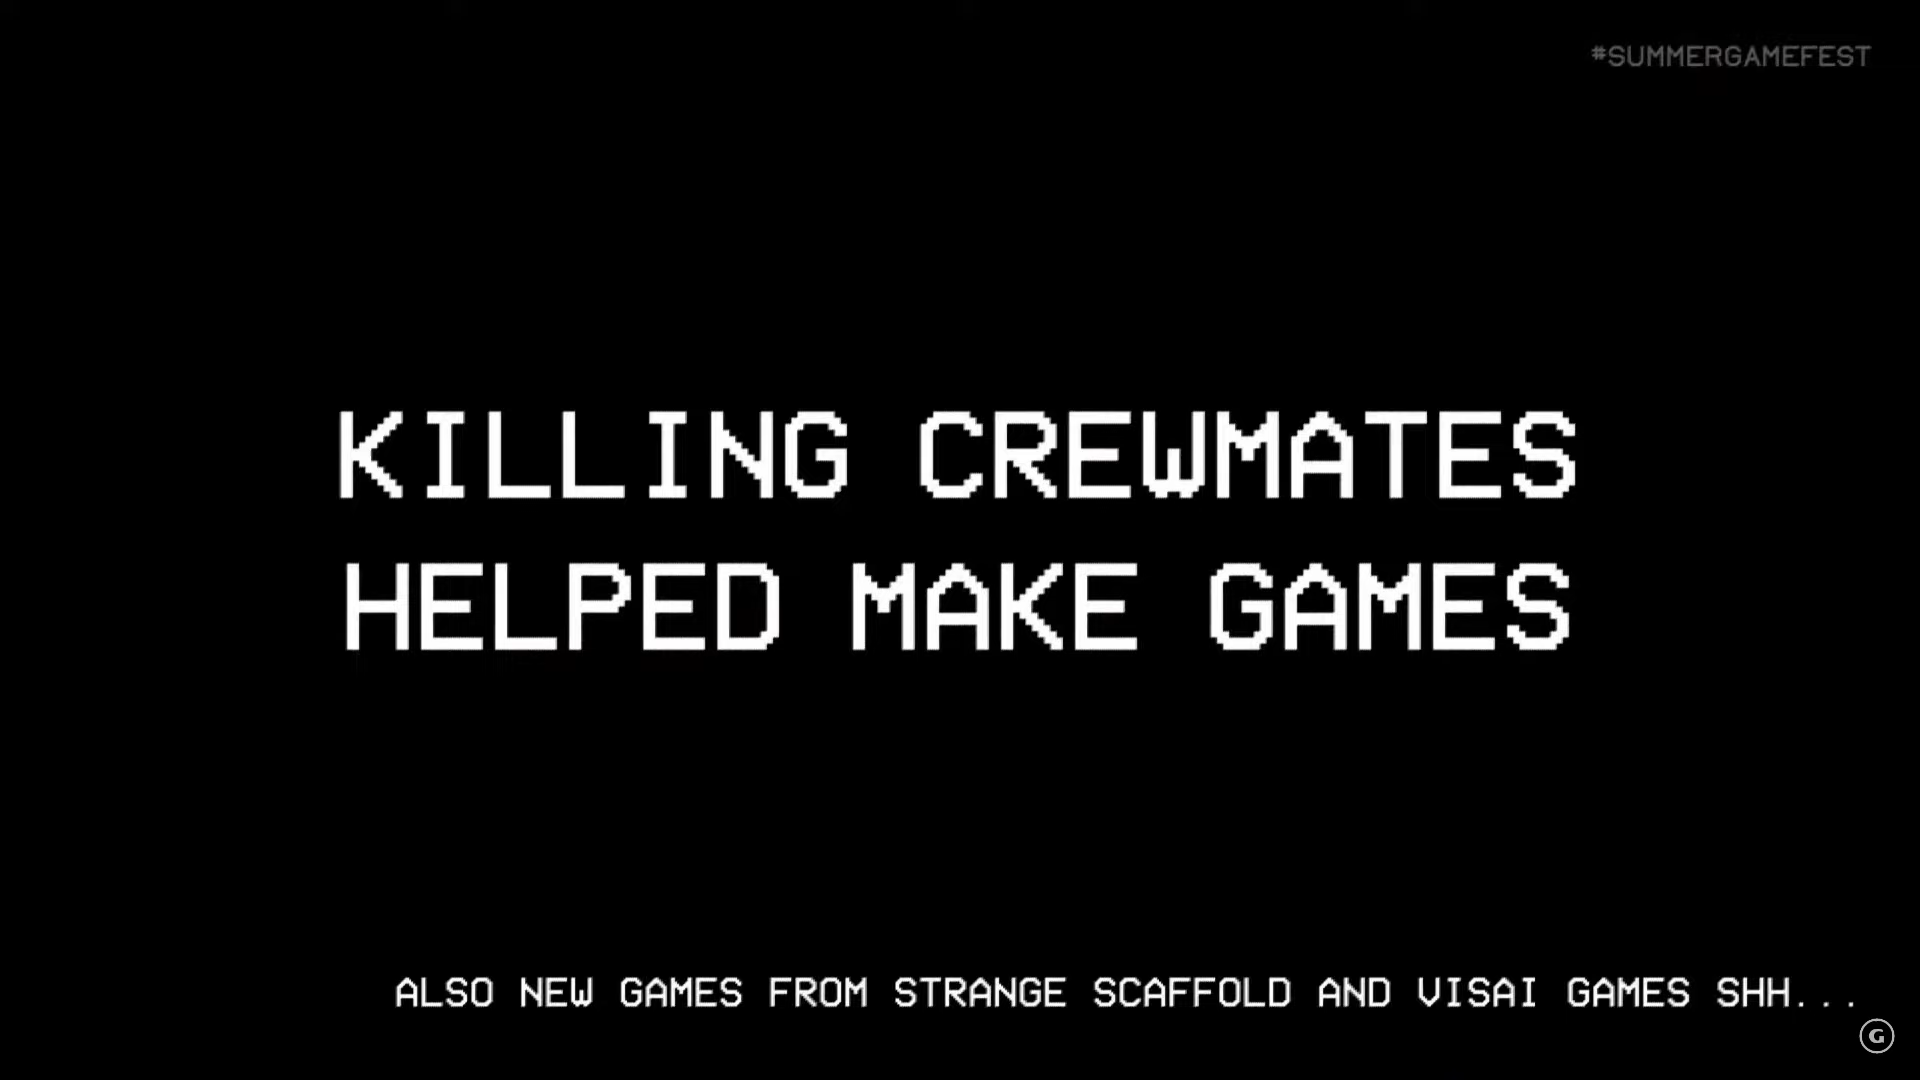 #SUMMERGAMEFEST
KILLING CREWMATES
HELPED MAKE GAMES
ALSO NEW GAMES FROM STRANGE SCAFFOLD AND VISAI GAMES SHH...
G